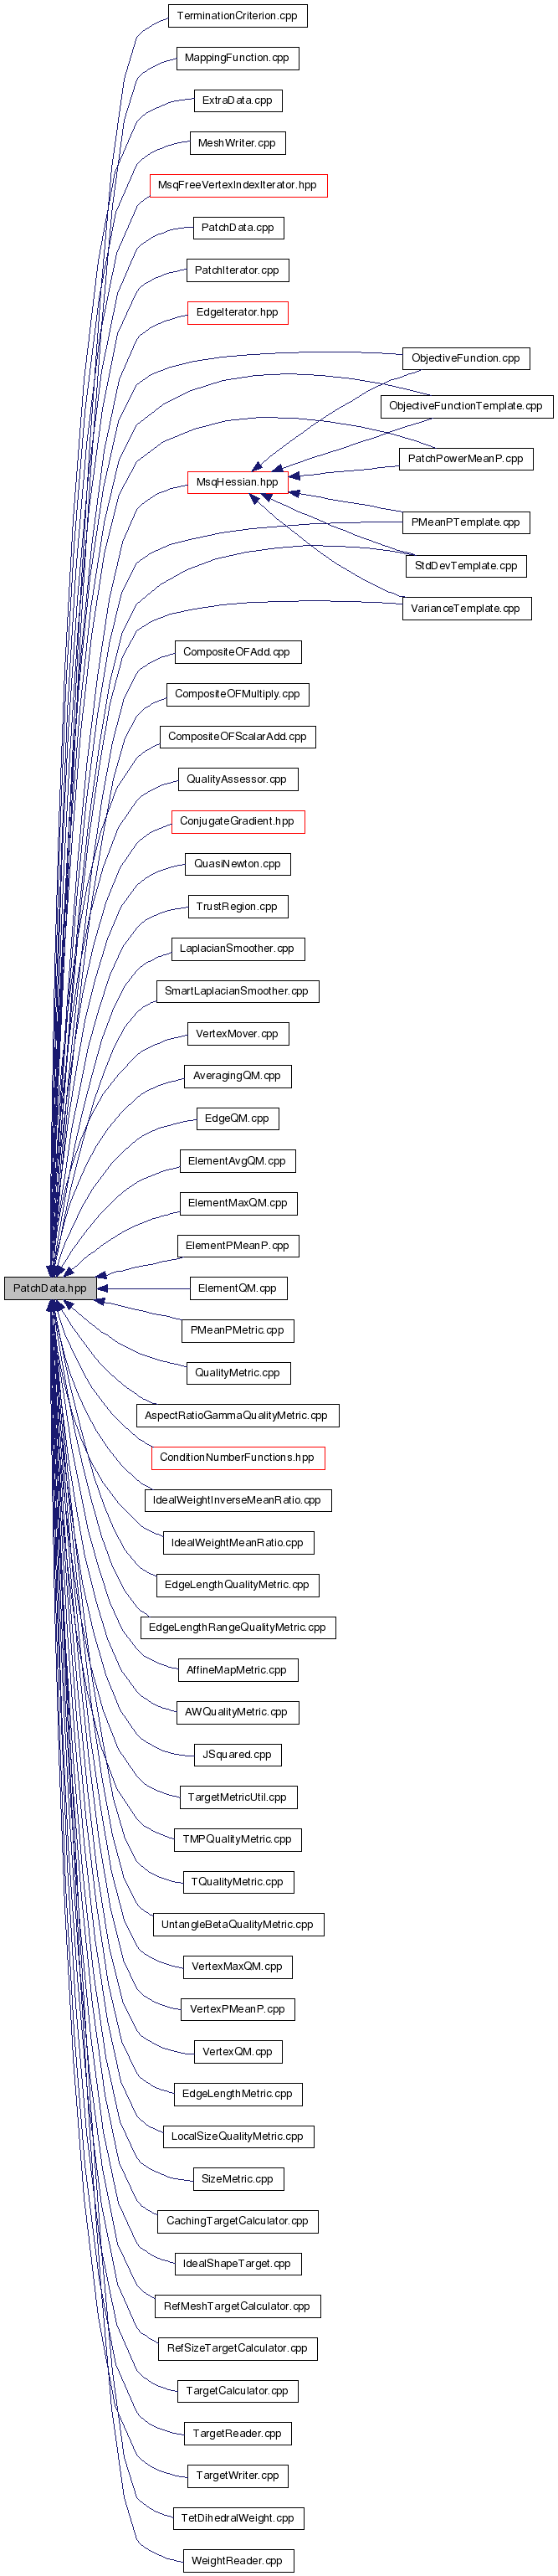 TerminationCriterion.cpp
MappingFunction.cpp
ExtraData.cpp
MeshWriter.cpp
MsqFreeVertexIndexIterator.hpp
PatchData.cpp
PatchIterator.cpp
EdgeIterator.hpp
ObjectiveFunction.cpp
ObjectiveFunctionTemplate.cpp
PatchPowerMeanP.cpp
MsqHessian.hpp
PMeanPTemplate.cpp
StdDevTemplate.cpp
VarianceTemplate.cpp
CompositeOFAdd.cpp
CompositeOFMultiply.cpp
CompositeOFScalarAdd.cpp
QualityAssessor.cpp
ConjugateGradient.hpp
QuasiNewton.cpp
TrustRegion.cpp
LaplacianSmoother.cpp
SmartLaplacianSmoother.cpp
VertexMover.cpp
AveragingQM.cpp
EdgeQM.cpp
ElementAvgQM.cpp
ElementMaxQM.cpp
ElementPMeanP.cpp
PatchData.hpp
ElementQM.cpp
PMeanPMetric.cpp
QualityMetric.cpp
AspectRatioGammaQualityMetric.cpp
ConditionNumberFunctions.hpp
IdealWeightInverseMeanRatio.cpp
IdealWeightMeanRatio.cpp
EdgeLengthQualityMetric.cpp
EdgeLengthRangeQualityMetric.cpp
AffineMapMetric.cpp
AWQualityMetric.cpp
JSquared.cpp
TargetMetricUtil.cpp
TMPQualityMetric.cpp
TQualityMetric.cpp
UntangleBetaQualityMetric.cpp
VertexMaxQM.cpp
VertexPMeanP.cpp
VertexQM.cpp
EdgeLengthMetric.cpp
LocalSizeQualityMetric.cpp
SizeMetric.cpp
CachingTargetCalculator.cpp
IdealShapeTarget.cpp
RefMeshTargetCalculator.cpp
RefSizeTargetCalculator.cpp
TargetCalculator.cpp
TargetReader.cpp
TargetWriter.cpp
TetDihedralWeight.cpp
WeightReader.cpp